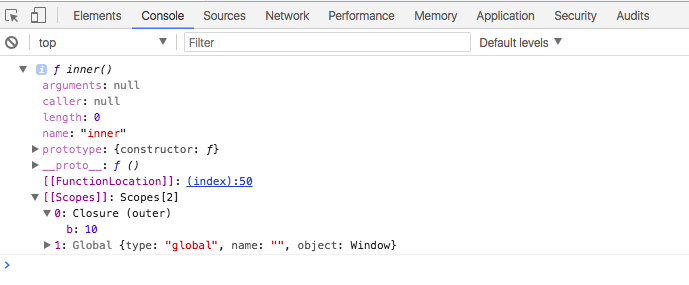 Elements Console Sources Network Performance Memory Application Security Audits
top Filter Default levels
i ƒ inner()
arguments: null
caller: null
length: 0
name: "inner"
prototype: {constructor: ƒ}
__proto__: ƒ ()
[[FunctionLocation]]: (index):50
[[Scopes]]: Scopes[2]
0: Closure (outer)
b: 10
1: Global {type: "global", name: "", object: Window}